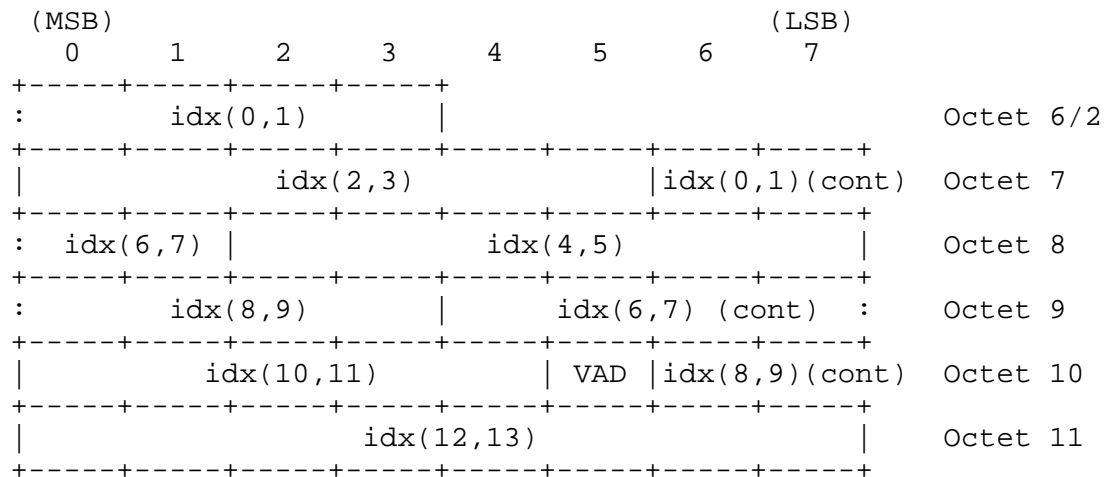 (MSB) (LSB)
0 1 2 3 4 5 6 7
+-----+-----+-----+-----+
: idx(0,1) | Octet 6/2
+-----+-----+-----+-----+-----+-----+-----+-----+
| idx(2,3) |idx(0,1)(cont) Octet 7
+-----+-----+-----+-----+-----+-----+-----+-----+
: idx(6,7) | idx(4,5) | Octet 8
+-----+-----+-----+-----+-----+-----+-----+-----+
: idx(8,9) | idx(6,7) (cont) : Octet 9
+-----+-----+-----+-----+-----+-----+-----+-----+
| idx(10,11) | VAD |idx(8,9)(cont) Octet 10
+-----+-----+-----+-----+-----+-----+-----+-----+
| idx(12,13) | Octet 11
+-----+-----+-----+-----+-----+-----+-----+-----+